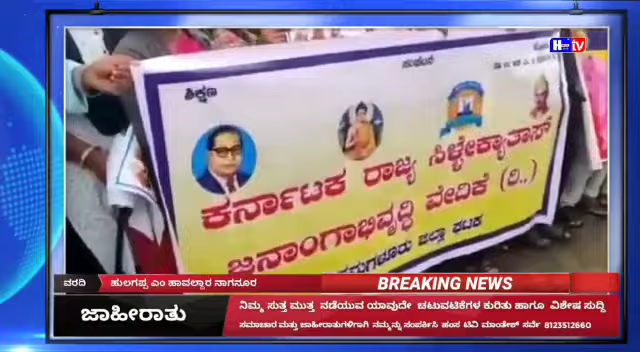 H TV
ಶಿಕ್ಷಣ
ಸಂಘಟನೆ
ಕರ್ನಾಟಕ ರಾಜ್ಯ ಸಿಳ್ಳೇಕ್ಯಾತಾಸ್
ಜನಾಂಗಾಭಿವೃದ್ಧಿ ವೇದಿಕೆ (ರಿ..)
ಜಿಲ್ಲಾ ಘಟಕ
ವರದಿ ಹುಲಗಪ್ಪ ಎಂ ಹಾವಲ್ದಾರ ನಾಗನೂರ
BREAKING NEWS
ಜಾಹೀರಾತು
ನಿಮ್ಮ ಸುತ್ತ ಮುತ್ತ ನಡೆಯುವ ಯಾವುದೇ ಚಟುವಟಿಕೆಗಳ ಕುರಿತು ಹಾಗೂ ವಿಶೇಷ ಸುದ್ದಿ
ಸಮಾಚಾರ ಮತ್ತು ಜಾಹೀರಾತುಗಳಿಗಾಗಿ ನಮ್ಮನ್ನು ಸಂಪರ್ಕಿಸಿ ಹಂಸ ಟಿವಿ ಮಾಂತೇಶ್ ಸರ್ವೆ 8123512660